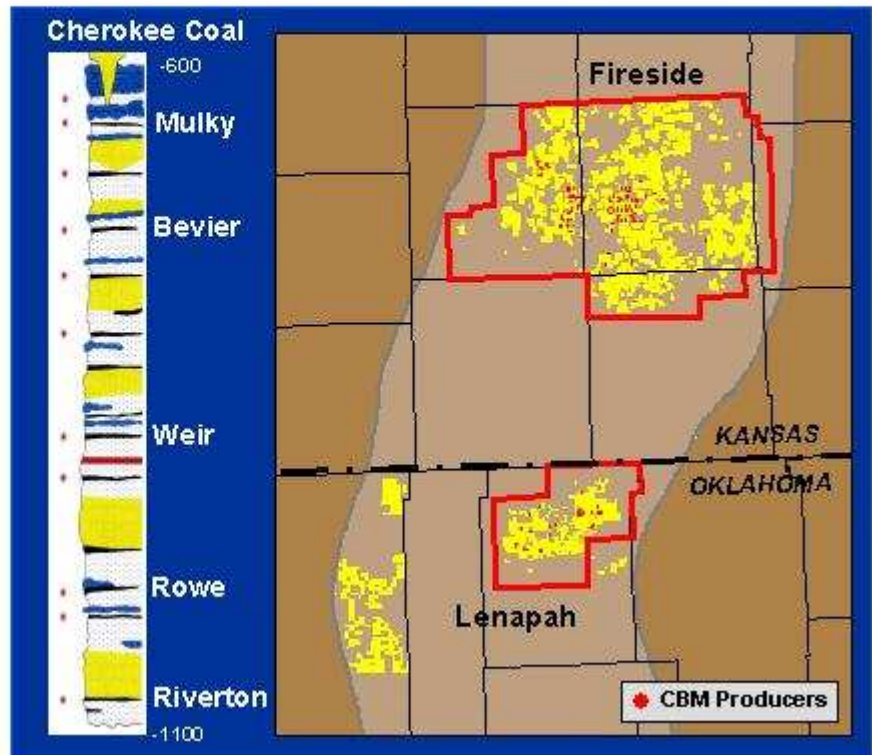 Cherokee Coal
-600
Mulky
Bevier
Weir
Rowe
Riverton
-1100
Fireside
KANSAS
OKLAHOMA
Lenapah
CBM Producers